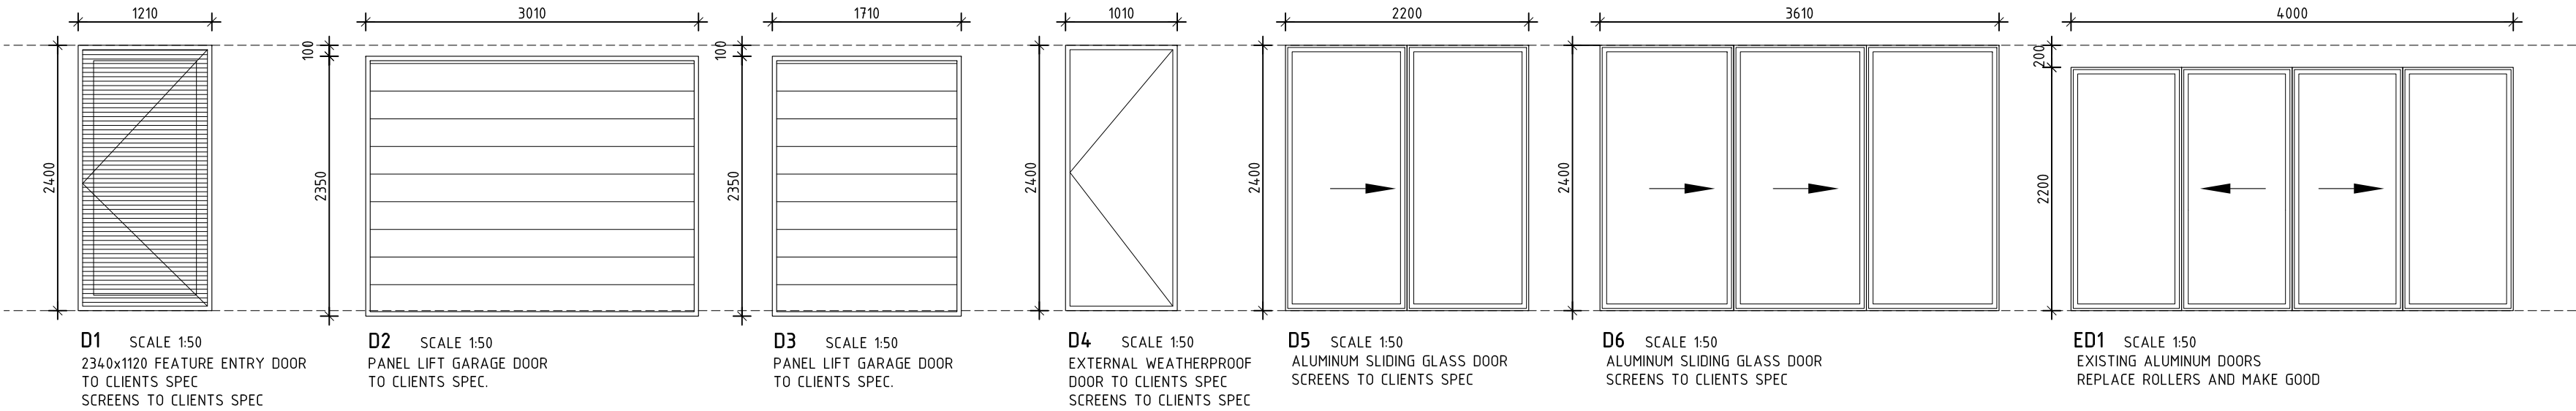 1210
2400
D1 SCALE 1:50
2340x1120 FEATURE ENTRY DOOR
TO CLIENTS SPEC
SCREENS TO CLIENTS SPEC
3010
100
2350
D2 SCALE 1:50
PANEL LIFT GARAGE DOOR
TO CLIENTS SPEC.
1710
100
2350
D3 SCALE 1:50
PANEL LIFT GARAGE DOOR
TO CLIENTS SPEC.
1010
2400
D4 SCALE 1:50
EXTERNAL WEATHERPROOF
DOOR TO CLIENTS SPEC
SCREENS TO CLIENTS SPEC
2200
2400
D5 SCALE 1:50
ALUMINUM SLIDING GLASS DOOR
SCREENS TO CLIENTS SPEC
3610
2400
D6 SCALE 1:50
ALUMINUM SLIDING GLASS DOOR
SCREENS TO CLIENTS SPEC
4000
200
2200
ED1 SCALE 1:50
EXISTING ALUMINUM DOORS
REPLACE ROLLERS AND MAKE GOOD